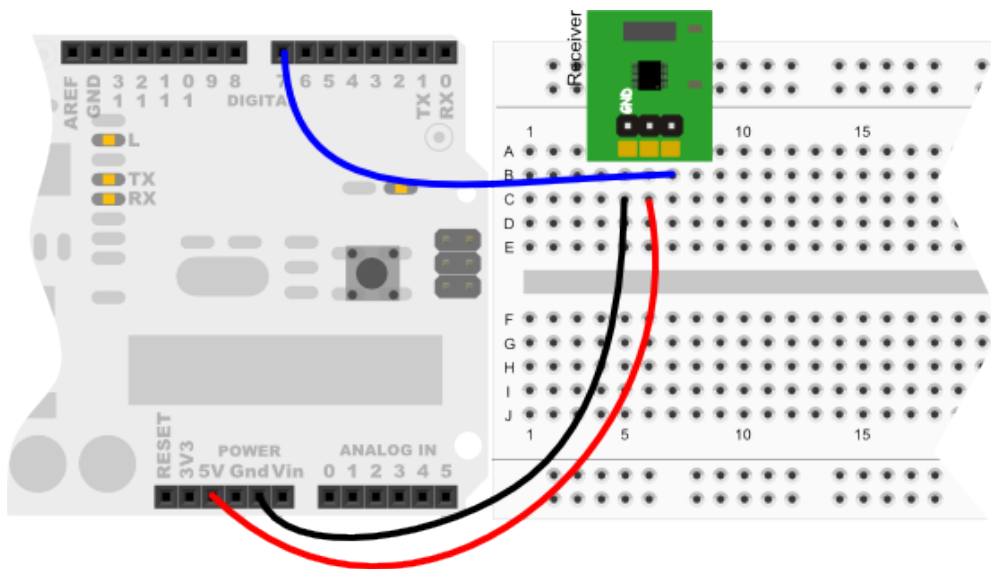 AREF
GND
13
12
11
10
9
8
7
6
5
4
3
2
1
0
DIGITAL
TX
RX
L
TX
RX
RESET
3V3
5V
Gnd
Vin
POWER
ANALOG IN
0 1 2 3 4 5
Receiver
GND
1 10 15
A
B
C
D
E
F
G
H
I
J
1 5 10 15